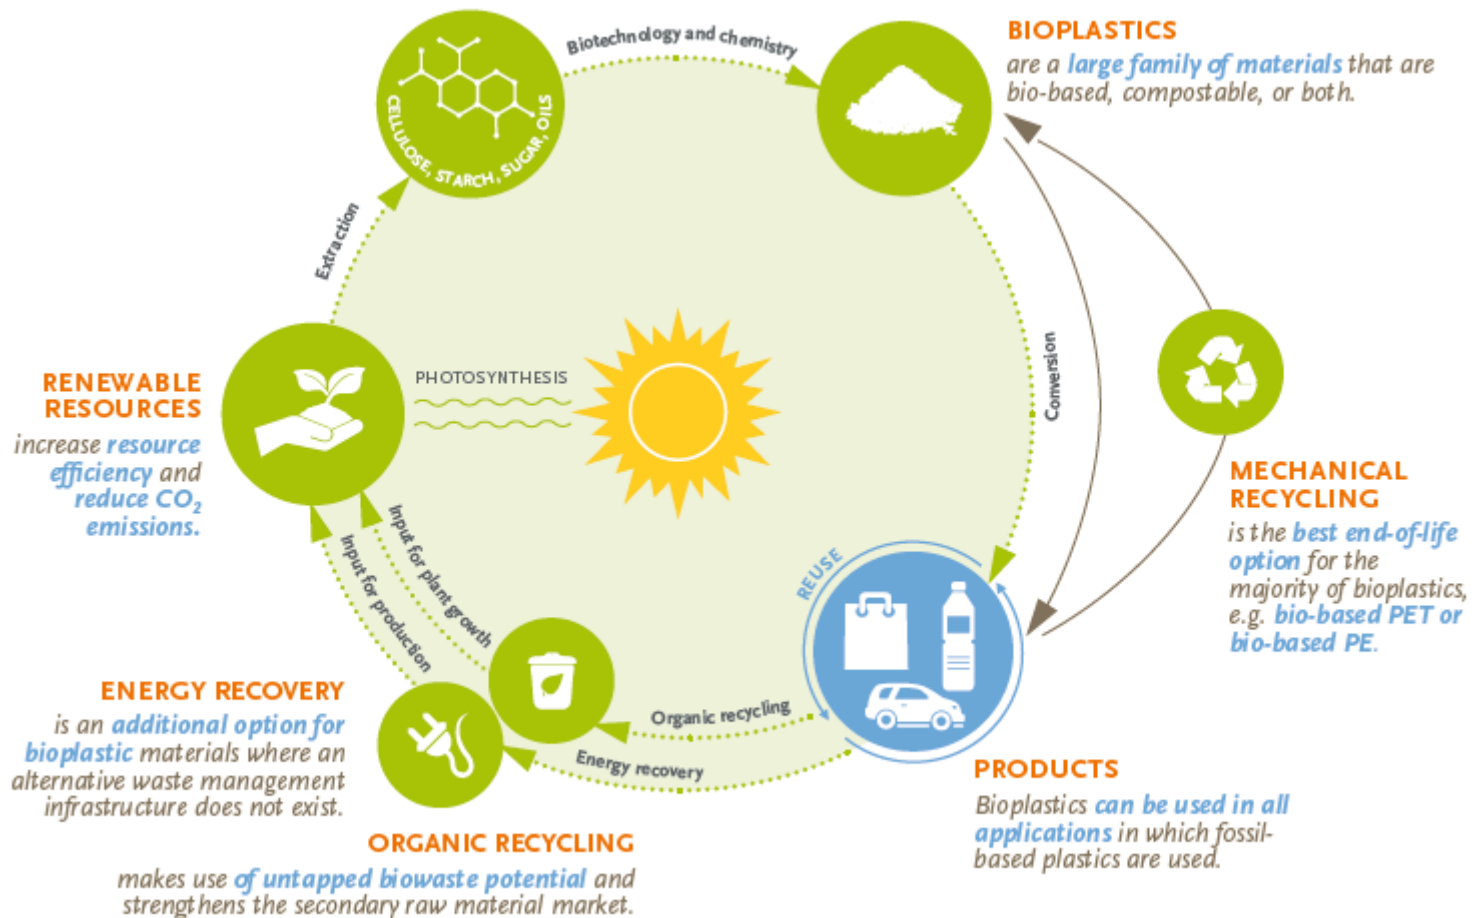 Biotechnology and chemistry
CELLULOSE, STARCH, SUGAR, OILS
BIOPLASTICS
are a large family of materials that are
bio-based, compostable, or both.
Extraction
Conversion
RENEWABLE
RESOURCES
increase resource
efficiency and
reduce CO₂
emissions.
PHOTOSYNTHESIS
MECHANICAL
RECYCLING
is the best end-of-life
option for the
majority of bioplastics,
e.g. bio-based PET or
bio-based PE.
Input for plant growth
Input for production
REUSE
ENERGY RECOVERY
is an additional option for
bioplastic materials where an
alternative waste management
infrastructure does not exist.
Organic recycling
Energy recovery
PRODUCTS
Bioplastics can be used in all
applications in which fossil-
based plastics are used.
ORGANIC RECYCLING
makes use of untapped biowaste potential and
strengthens the secondary raw material market.